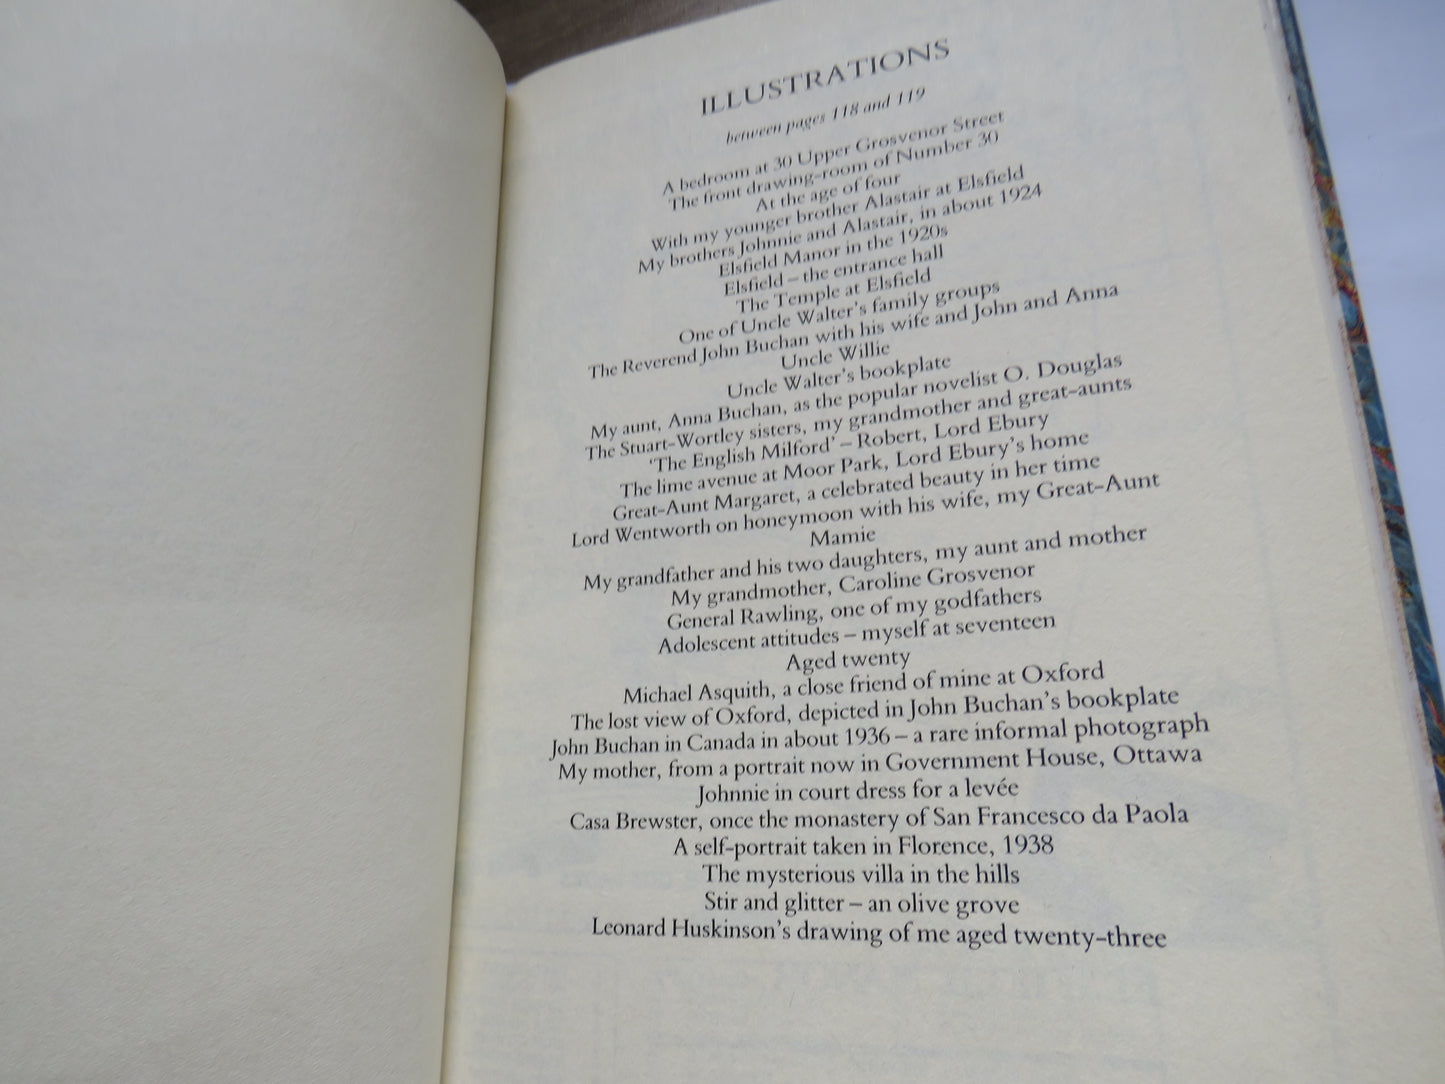 ILLUSTRATIONS
between pages 118 and 119
A bedroom at 30 Upper Grosvenor Street
The front drawing-room of Number 30
At the age of four
With my younger brother Alastair at Elsfield
My brothers Johnnie and Alastair, in about 1924
Elsfield Manor in the 1920s
Elsfield – the entrance hall
The Temple at Elsfield
One of Uncle Walter's family groups
The Reverend John Buchan with his wife and John and Anna
Uncle Willie
Uncle Walter's bookplate
My aunt, Anna Buchan, as the popular novelist O. Douglas
The Stuart-Wortley sisters, my grandmother and great-aunts
'The English Milford' – Robert, Lord Ebury
The lime avenue at Moor Park, Lord Ebury's home
Great-Aunt Margaret, a celebrated beauty in her time
Lord Wentworth on honeymoon with his wife, my Great-Aunt
Mamie
My grandfather and his two daughters, my aunt and mother
My grandmother, Caroline Grosvenor
General Rawling, one of my godfathers
Adolescent attitudes – myself at seventeen
Aged twenty
Michael Asquith, a close friend of mine at Oxford
The lost view of Oxford, depicted in John Buchan's bookplate
John Buchan in Canada in about 1936 – a rare informal photograph
My mother, from a portrait now in Government House, Ottawa
Johnnie in court dress for a levée
Casa Brewster, once the monastery of San Francesco da Paola
A self-portrait taken in Florence, 1938
The mysterious villa in the hills
Stir and glitter – an olive grove
Leonard Huskinson's drawing of me aged twenty-three